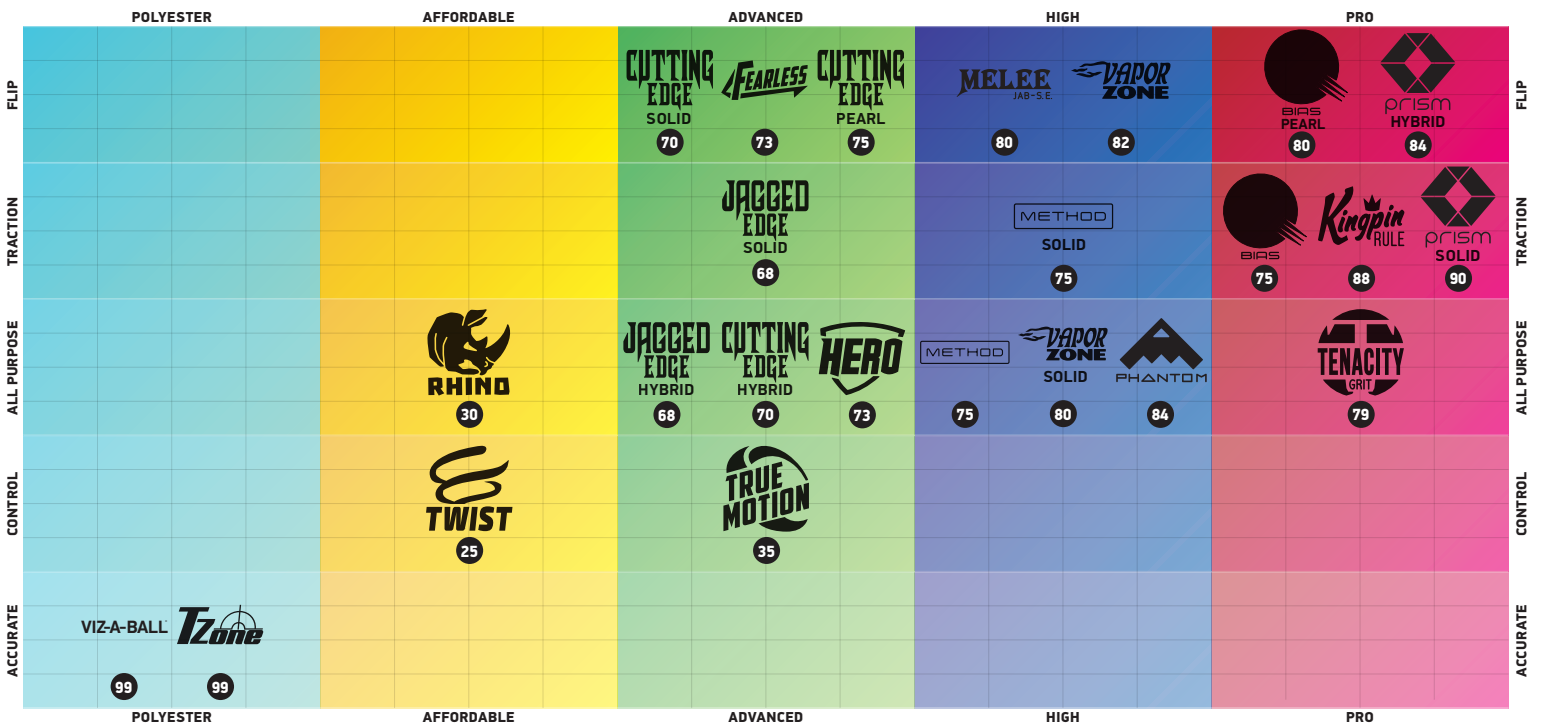 POLYESTER AFFORDABLE ADVANCED HIGH PRO
FLIP
CUTTING EDGE SOLID
70
FEARLESS
73
CUTTING EDGE PEARL
75
MELEE
JAB-S.E.
80
VAPOR ZONE
82
BIAS
PEARL
80
prism
HYBRID
84
FLIP
TRACTION
JAGGED EDGE SOLID
68
METHOD
SOLID
75
BIAS
75
Kingpin
RULE
88
prism
SOLID
90
TRACTION
ALL PURPOSE
RHINO
30
JAGGED EDGE HYBRID
68
CUTTING EDGE HYBRID
70
HERO
73
METHOD
75
VAPOR ZONE
SOLID
80
PHANTOM
84
TENACITY
GRIT
79
ALL PURPOSE
CONTROL
TWIST
25
TRUE MOTION
35
CONTROL
ACCURATE
VIZ-A-BALL
99
TZone
99
ACCURATE
POLYESTER AFFORDABLE ADVANCED HIGH PRO